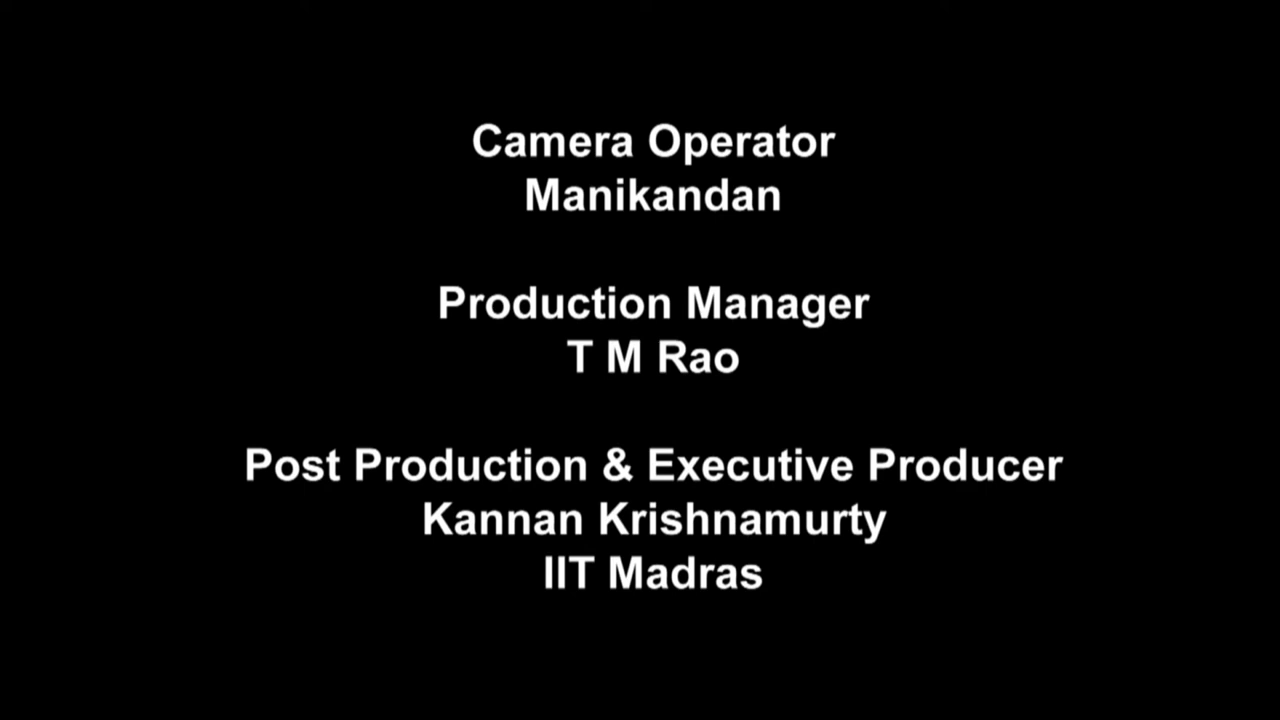 Camera Operator
Manikandan
Production Manager
T M Rao
Post Production & Executive Producer
Kannan Krishnamurty
IIT Madras